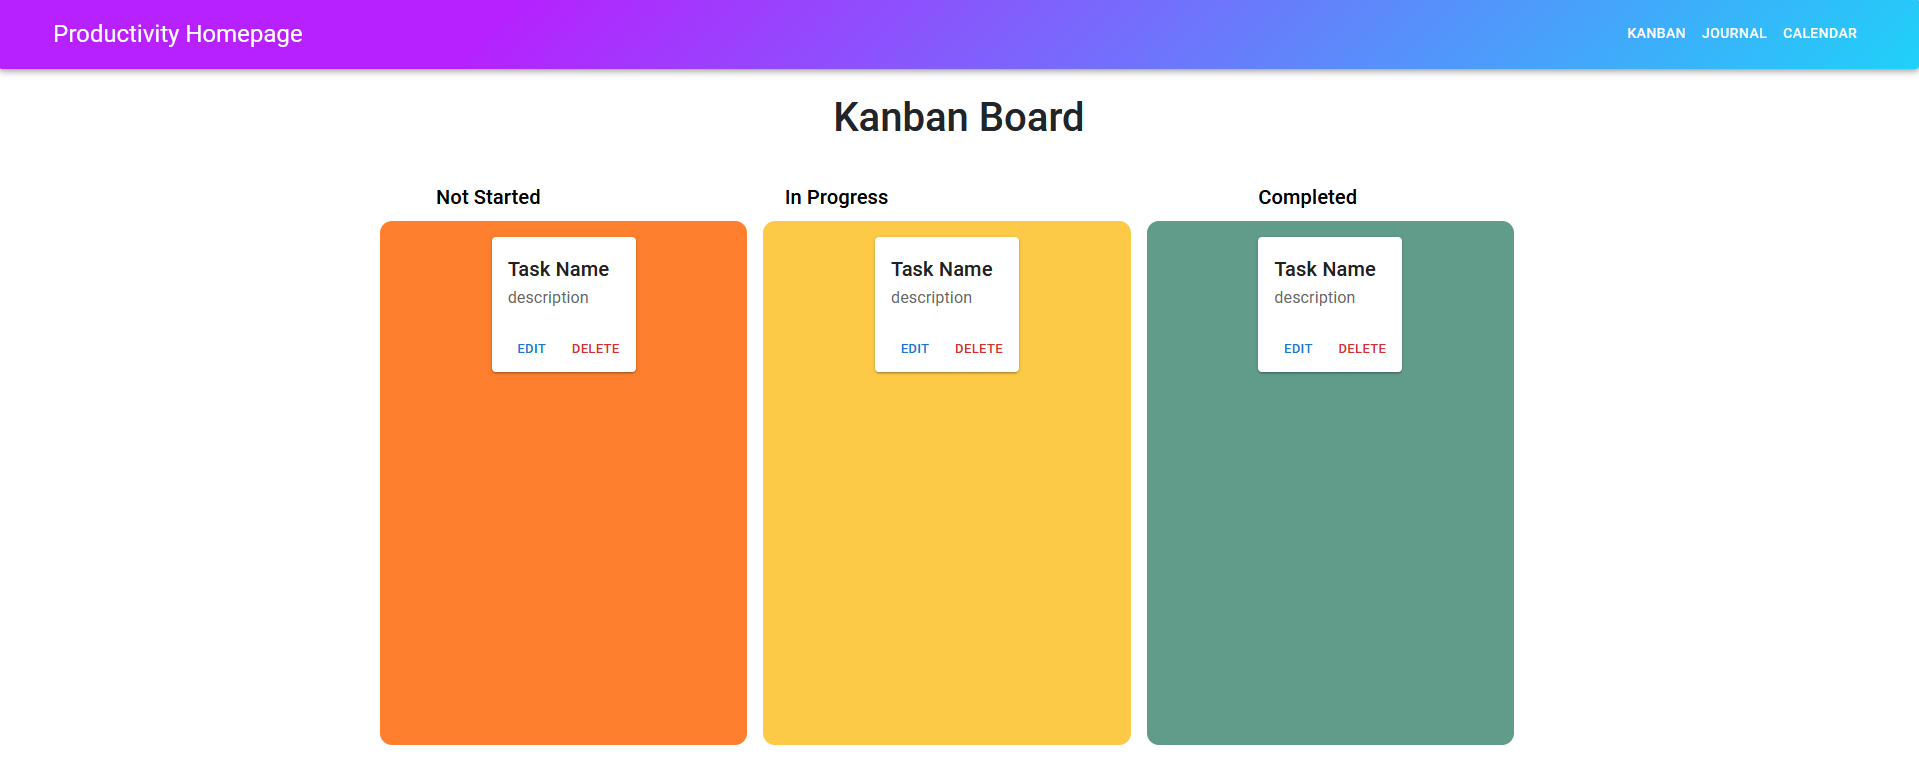 Productivity Homepage
KANBAN JOURNAL CALENDAR
Kanban Board
Not Started
In Progress
Completed
Task Name
description
EDIT DELETE
Task Name
description
EDIT DELETE
Task Name
description
EDIT DELETE